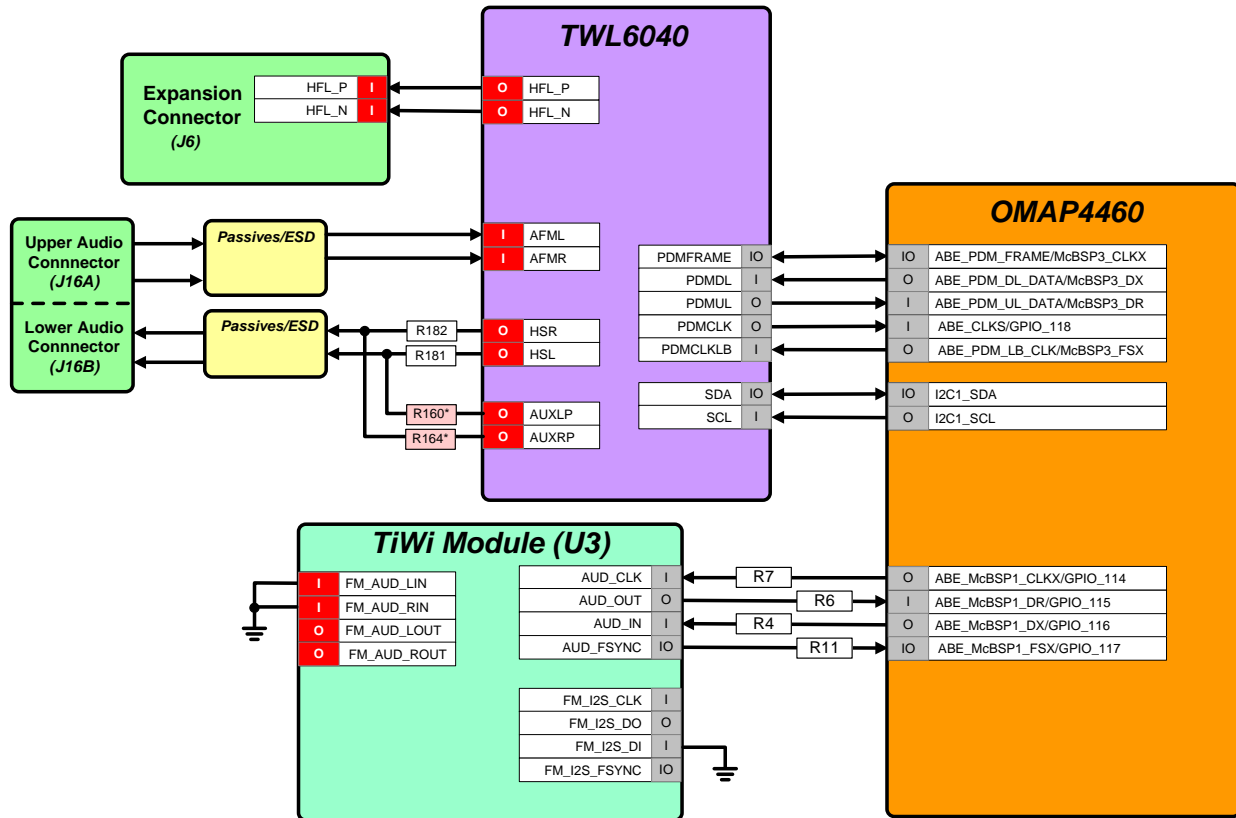 TWL6040
Expansion
Connector
(J6)
HFL_P I
HFL_N I
O HFL_P
O HFL_N
Upper Audio
Connnector
(J16A)
Lower Audio
Connnector
(J16B)
Passives/ESD
Passives/ESD
I AFML
I AFMR
R182
R181
O HSR
O HSL
R160*
R164*
O AUXLP
O AUXRP
PDMFRAME IO
PDMDL I
PDMUL O
PDMCLK O
PDMCLKLB I
SDA IO
SCL I
OMAP4460
IO ABE_PDM_FRAME/McBSP3_CLKX
O ABE_PDM_DL_DATA/McBSP3_DX
I ABE_PDM_UL_DATA/McBSP3_DR
I ABE_CLKS/GPIO_118
O ABE_PDM_LB_CLK/McBSP3_FSX
IO I2C1_SDA
O I2C1_SCL
TiWi Module (U3)
I FM_AUD_LIN
I FM_AUD_RIN
O FM_AUD_LOUT
O FM_AUD_ROUT
AUD_CLK I
AUD_OUT O
AUD_IN I
AUD_FSYNC IO
FM_I2S_CLK I
FM_I2S_DO O
FM_I2S_DI I
FM_I2S_FSYNC IO
R7
R6
R4
R11
O ABE_McBSP1_CLKX/GPIO_114
I ABE_McBSP1_DR/GPIO_115
O ABE_McBSP1_DX/GPIO_116
IO ABE_McBSP1_FSX/GPIO_117